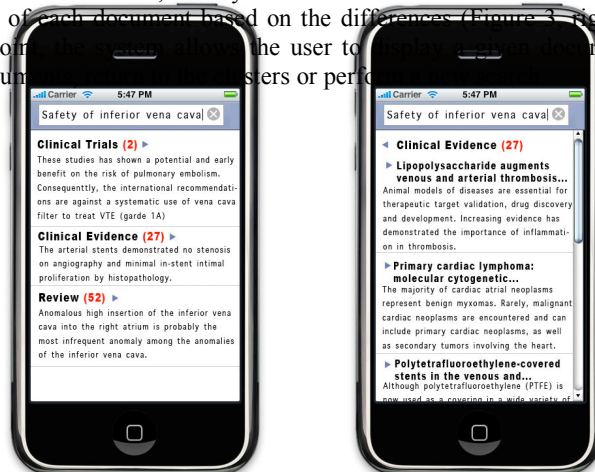 of each document based on the differences (Figure 3,
the system allows the user to display a given
or
Carrier 5:47 PM
Safety of inferior vena cava
Clinical Trials (2)
These studies has shown a potential and early
benefit on the risk of pulmonary embolism.
Consequenttly, the international recommendati-
ons are against a systematic use of vena cava
filter to treat VTE (garde 1A)
Clinical Evidence (27)
The arterial stents demonstrated no stenosis
on angiography and minimal in-stent intimal
proliferation by histopathology.
Review (52)
Anomalous high insertion of the inferior vena
cava into the right atrium is probably the
most infrequent anomaly among the anomalies
of the inferior vena cava.
Carrier 5:47 PM
Safety of inferior vena cava
Clinical Evidence (27)
Lipopolysaccharide augments
venous and arterial thrombosis...
Animal models of diseases are essential for
therapeutic target validation, drug discovery
and development. Increasing evidence has
demonstrated the importance of inflammati-
on in thrombosis.
Primary cardiac lymphoma:
molecular cytogenetic...
The majority of cardiac atrial neoplasms
represent benign myxomas. Rarely, malignant
cardiac neoplasms are encountered and can
include primary cardiac neoplasms, as well
as secondary tumors involving the heart.
Polytetrafluoroethylene-covered
stents in the venous and...
Although polytetrafluoroethylene (PTFE) is
now used as a covering in a wide variety of